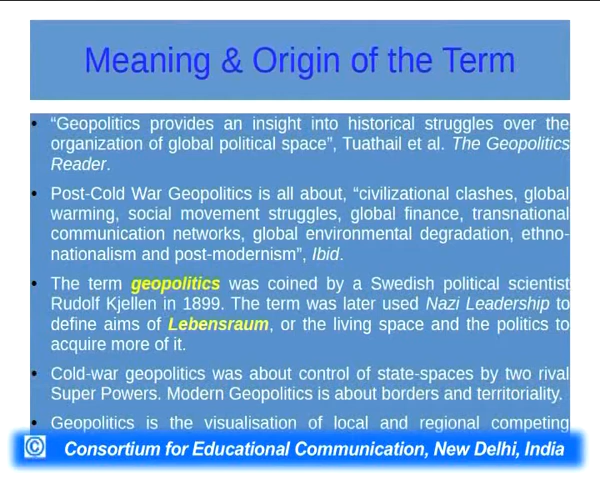 Meaning & Origin of the Term
• “Geopolitics provides an insight into historical struggles over the
organization of global political space”, Tuathail et al. The Geopolitics
Reader.
• Post-Cold War Geopolitics is all about, “civilizational clashes, global
warming, social movement struggles, global finance, transnational
communication networks, global environmental degradation, ethno-
nationalism and post-modernism”, Ibid.
• The term geopolitics was coined by a Swedish political scientist
Rudolf Kjellen in 1899. The term was later used Nazi Leadership to
define aims of Lebensraum, or the living space and the politics to
acquire more of it.
• Cold-war geopolitics was about control of state-spaces by two rival
Super Powers. Modern Geopolitics is about borders and territoriality.
• Geopolitics is the visualisation of local and regional competing
© Consortium for Educational Communication, New Delhi, India